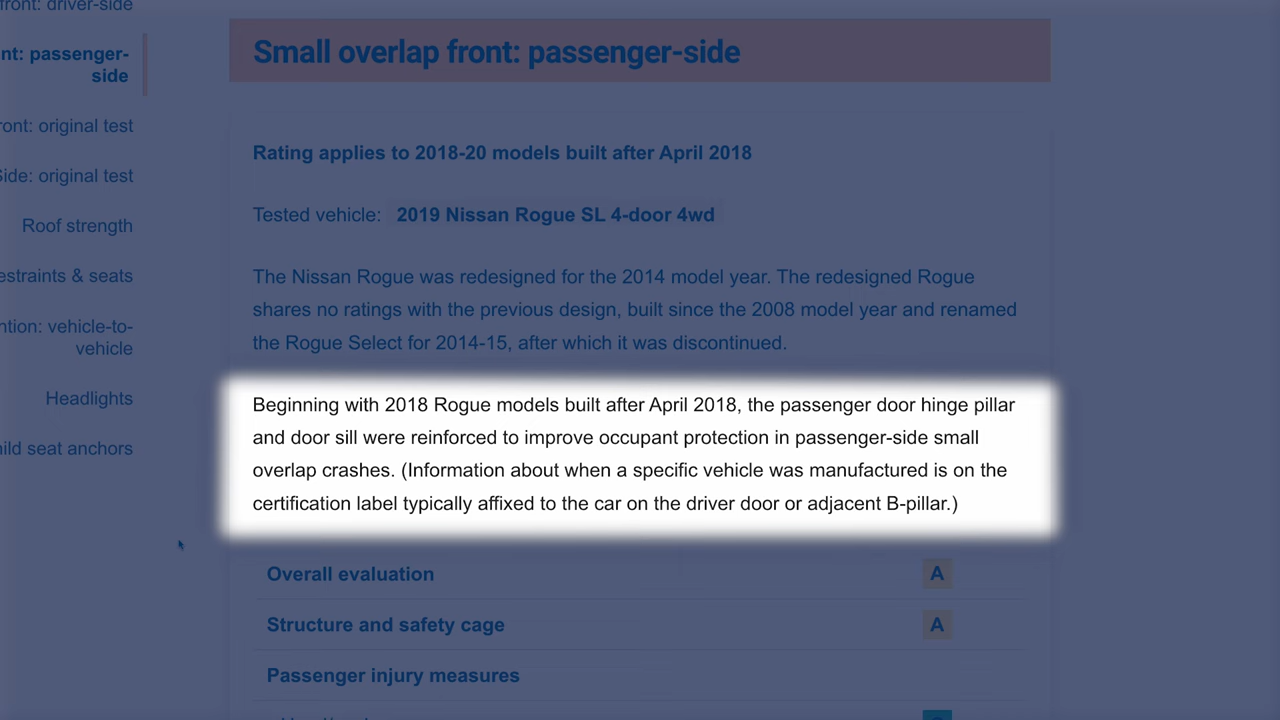 front: driver-side
nt: passenger-
side
ront: original test
Side: original test
Roof strength
estraints & seats
ntion: vehicle-to-
vehicle
Headlights
hild seat anchors
Small overlap front: passenger-side
Rating applies to 2018-20 models built after April 2018
Tested vehicle: 2019 Nissan Rogue SL 4-door 4wd
The Nissan Rogue was redesigned for the 2014 model year. The redesigned Rogue
shares no ratings with the previous design, built since the 2008 model year and renamed
the Rogue Select for 2014-15, after which it was discontinued.
Beginning with 2018 Rogue models built after April 2018, the passenger door hinge pillar
and door sill were reinforced to improve occupant protection in passenger-side small
overlap crashes. (Information about when a specific vehicle was manufactured is on the
certification label typically affixed to the car on the driver door or adjacent B-pillar.)
Overall evaluation A
Structure and safety cage A
Passenger injury measures